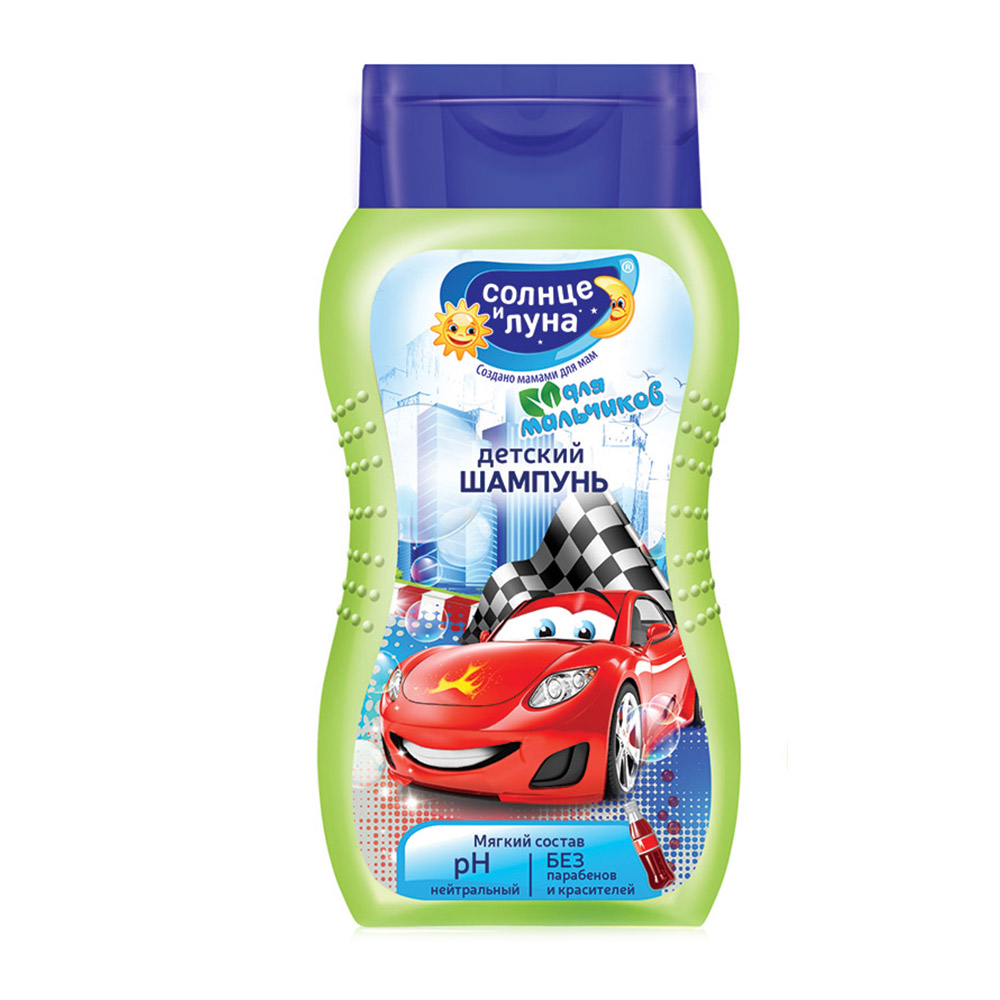 СОЛНЦЕ
И
ЛУНА
®
Создано мамами для мам
для
мальчиков
детский
ШАМПУНЬ
Мягкий состав
pH
нейтральный
БЕЗ
парабенов
и красителей